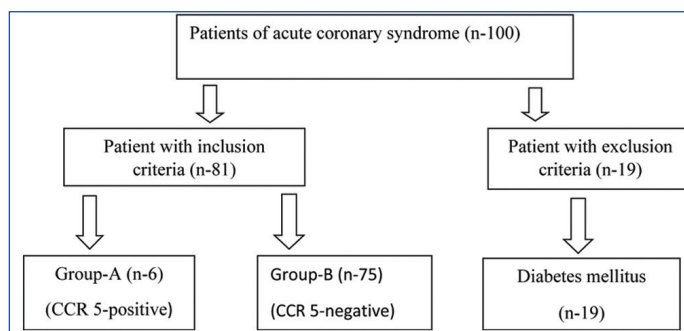 Patients of acute coronary syndrome (n-100)
Patient with inclusion
criteria (n-81)
Patient with exclusion
criteria (n-19)
Group-A (n-6)
(CCR 5-positive)
Group-B (n-75)
(CCR 5-negative)
Diabetes mellitus
(n-19)